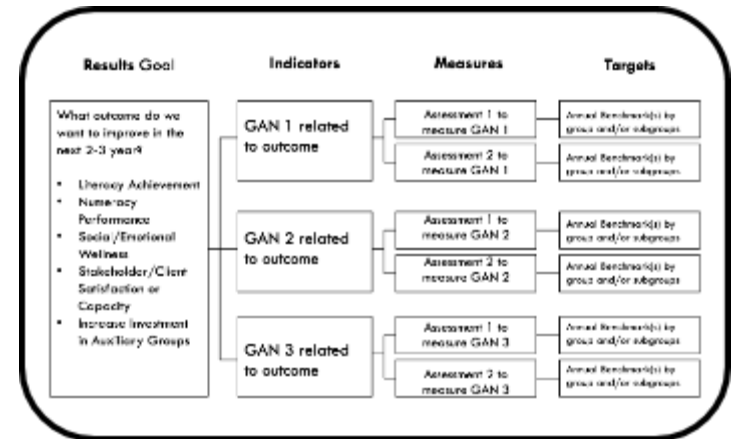 Results Goal
Indicators
Measures
Targets
What outcome do we
want to improve in the
next 2-3 year?
• Literacy Achievement
• Numeracy
Performance
• Social/Emotional
Wellness
• Stakeholder/Client
Satisfaction or
Capacity
• Increase Investment
in Auxiliary Groups
GAN 1 related
to outcome
Assessment 1 to
measure GAN 1
Annual Benchmark(s) by
group and/or subgroups
Assessment 2 to
measure GAN 1
Annual Benchmark(s) by
group and/or subgroups
GAN 2 related
to outcome
Assessment 1 to
measure GAN 2
Annual Benchmark(s) by
group and/or subgroups
Assessment 2 to
measure GAN 2
Annual Benchmark(s) by
group and/or subgroups
GAN 3 related
to outcome
Assessment 1 to
measure GAN 3
Annual Benchmark(s) by
group and/or subgroups
Assessment 2 to
measure GAN 3
Annual Benchmark(s) by
group and/or subgroups